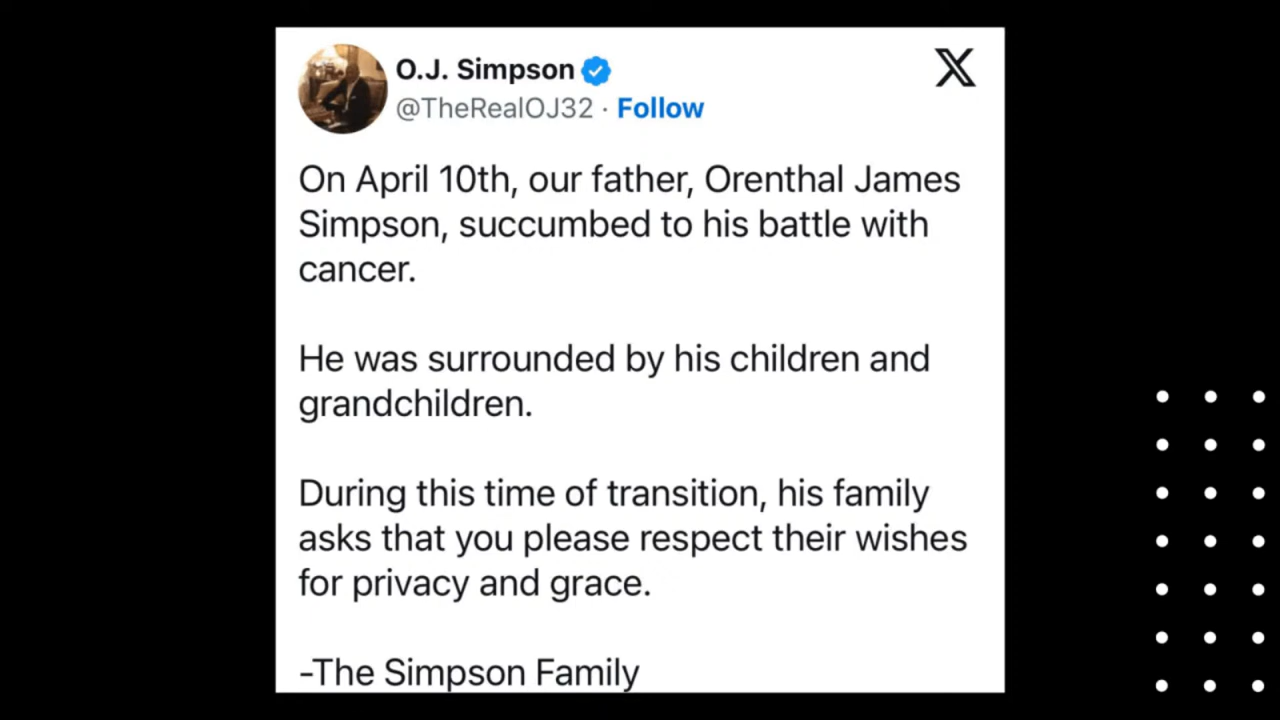 O.J. Simpson
@TheRealOJ32 · Follow
On April 10th, our father, Orenthal James
Simpson, succumbed to his battle with
cancer.
He was surrounded by his children and
grandchildren.
During this time of transition, his family
asks that you please respect their wishes
for privacy and grace.
-The Simpson Family